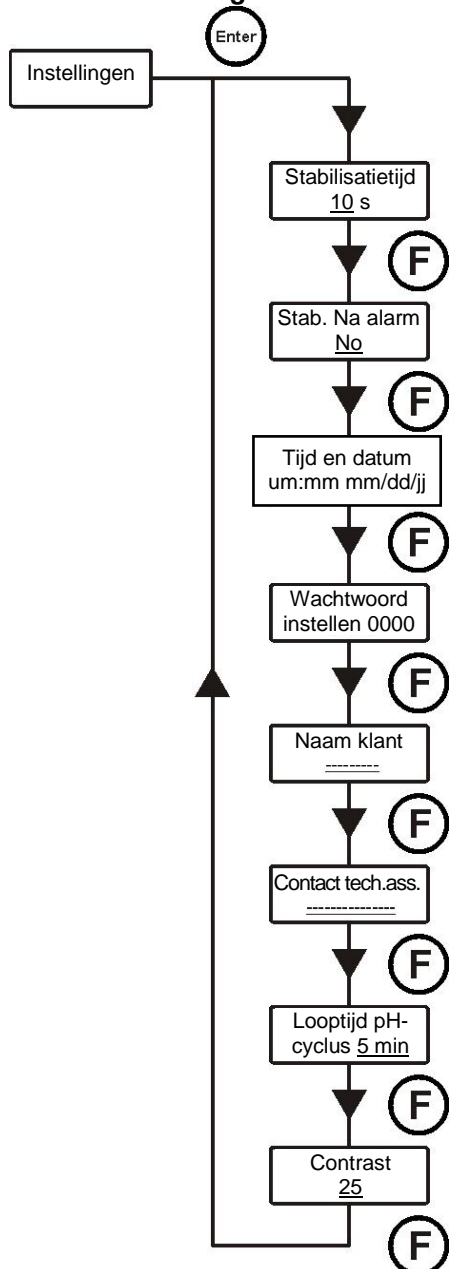 Enter
Instellingen
Stabilisatietijd
10 s
F
Stab. Na alarm
No
F
Tijd en datum
um:mm mm/dd/jj
F
Wachtwoord
instellen 0000
F
Naam klant
---------
F
Contact tech.ass.
---------------
F
Looptijd pH-
cyclus 5 min
F
Contrast
25
F